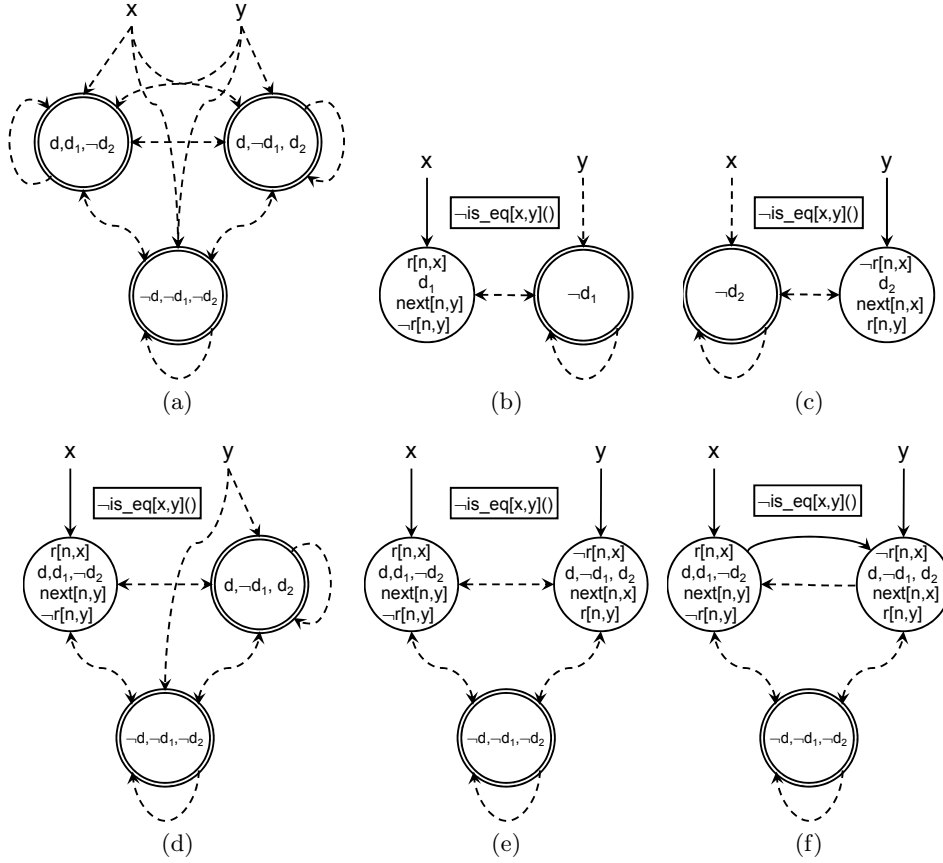 x y
d,d₁,¬d₂
d,¬d₁, d₂
¬d,¬d₁,¬d₂
(a)
x y
¬is_eq[x,y]()
r[n,x]
d₁
next[n,y]
¬r[n,y]
¬d₁
(b)
x y
¬is_eq[x,y]()
¬d₂
¬r[n,x]
d₂
next[n,x]
r[n,y]
(c)
x y
¬is_eq[x,y]()
r[n,x]
d,d₁,¬d₂
next[n,y]
¬r[n,y]
d,¬d₁, d₂
¬d,¬d₁,¬d₂
(d)
x y
¬is_eq[x,y]()
r[n,x]
d,d₁,¬d₂
next[n,y]
¬r[n,y]
¬r[n,x]
d,¬d₁, d₂
next[n,x]
r[n,y]
¬d,¬d₁,¬d₂
(e)
x y
¬is_eq[x,y]()
r[n,x]
d,d₁,¬d₂
next[n,y]
¬r[n,y]
¬r[n,x]
d,¬d₁, d₂
next[n,x]
r[n,y]
¬d,¬d₁,¬d₂
(f)